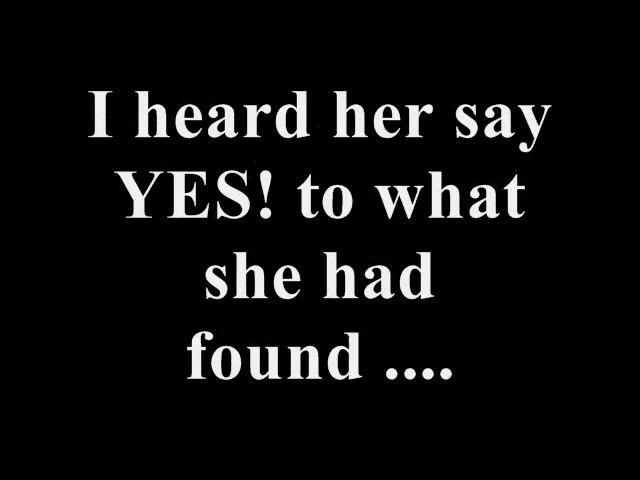 I heard her say
YES! to what
she had
found ....